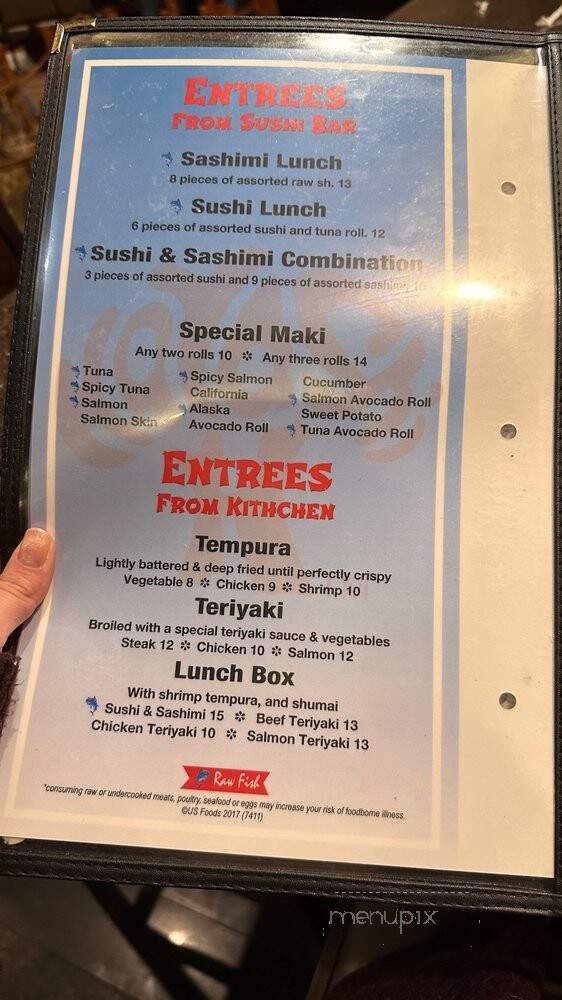 ENTREES
FROM SUSHI BAR
Sashimi Lunch
8 pieces of assorted raw sh. 13
Sushi Lunch
6 pieces of assorted sushi and tuna roll. 12
Sushi & Sashimi Combination
3 pieces of assorted sushi and 9 pieces of assorted sashimi.
Special Maki
Any two rolls 10 ✼ Any three rolls 14
Tuna
Spicy Tuna
Salmon
Salmon Skin
Spicy Salmon
California
Alaska
Avocado Roll
Cucumber
Salmon Avocado Roll
Sweet Potato
Tuna Avocado Roll
ENTREES
FROM KITHCHEN
Tempura
Lightly battered & deep fried until perfectly crispy
Vegetable 8 ✼ Chicken 9 ✼ Shrimp 10
Teriyaki
Broiled with a special teriyaki sauce & vegetables
Steak 12 ✼ Chicken 10 ✼ Salmon 12
Lunch Box
With shrimp tempura, and shumai
Sushi & Sashimi 15 ✼ Beef Teriyaki 13
Chicken Teriyaki 10 ✼ Salmon Teriyaki 13
Raw Fish
*consuming raw or undercooked meats, poultry, seafood or eggs may increase your risk of foodborne illness.
©US Foods 2017 (7411)
menupix